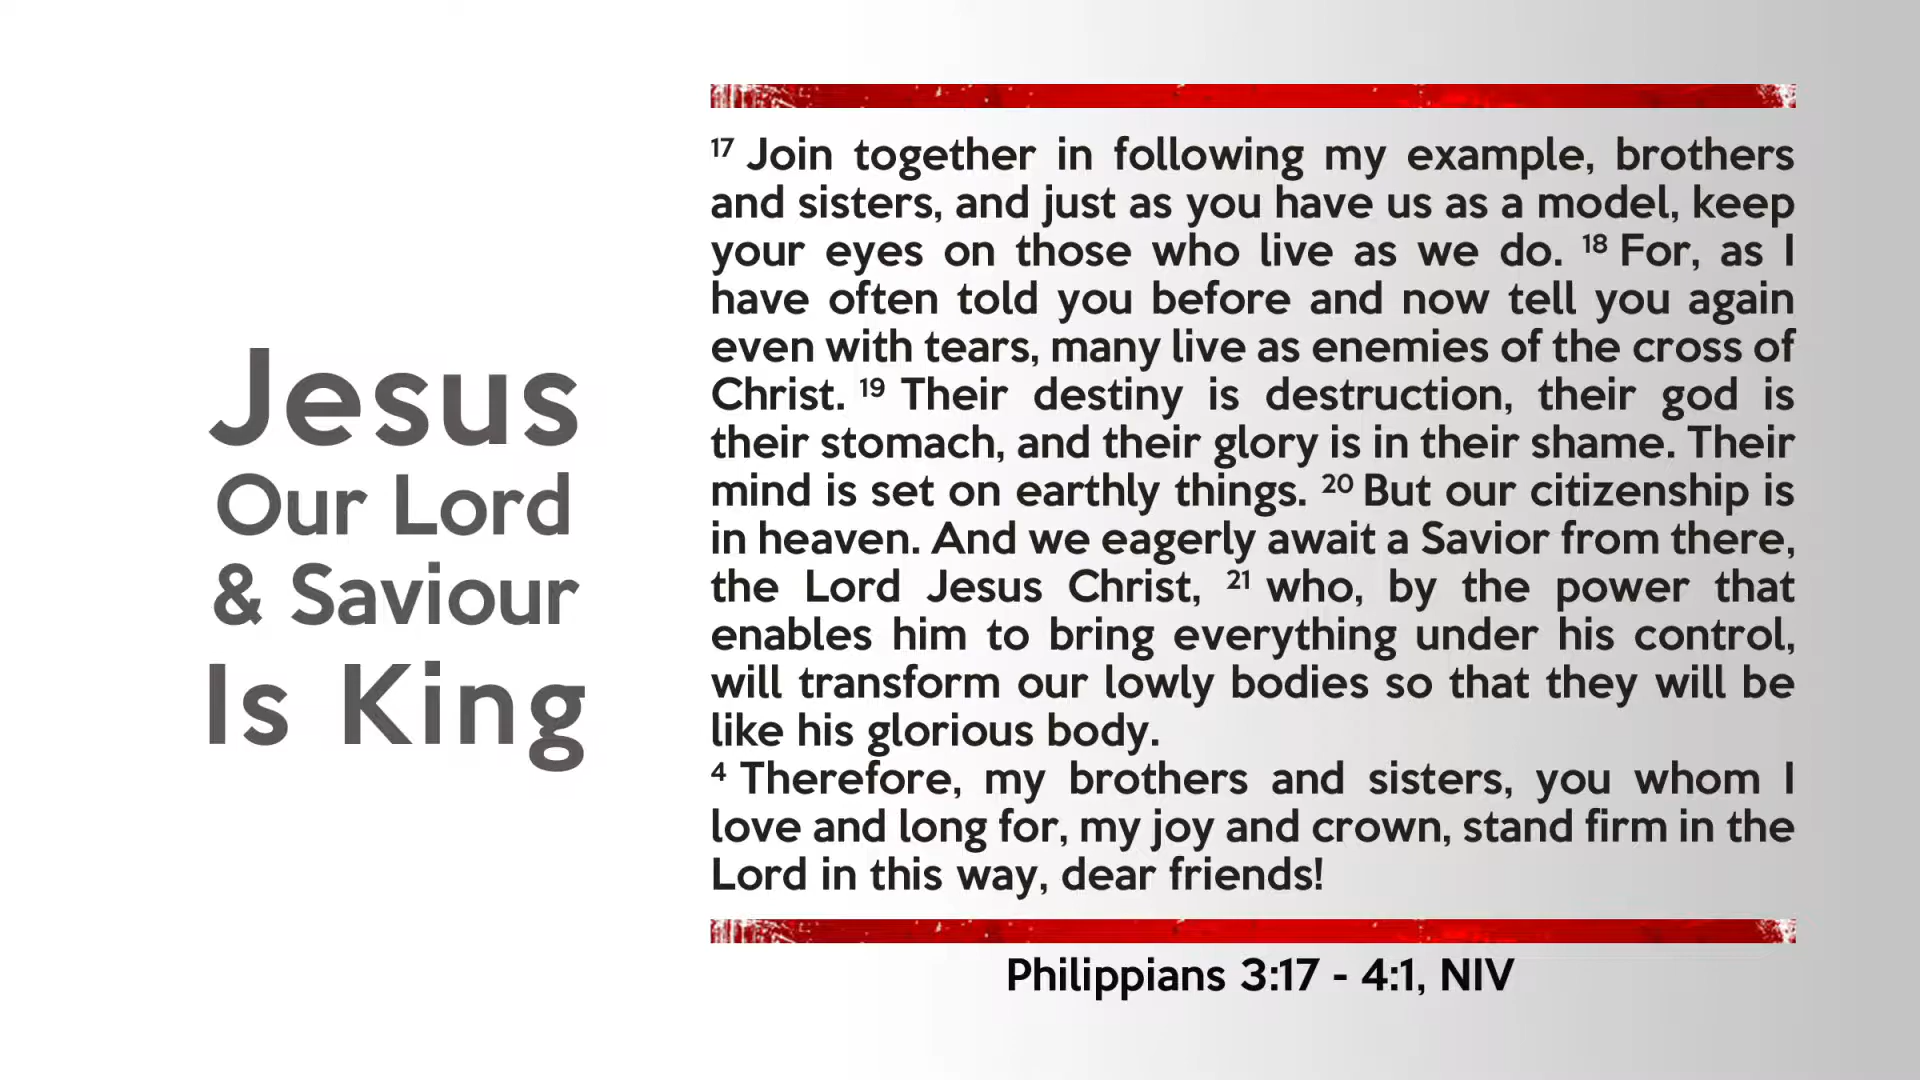 Jesus
Our Lord
& Saviour
Is King
17 Join together in following my example, brothers
and sisters, and just as you have us as a model, keep
your eyes on those who live as we do. 18 For, as I
have often told you before and now tell you again
even with tears, many live as enemies of the cross of
Christ. 19 Their destiny is destruction, their god is
their stomach, and their glory is in their shame. Their
mind is set on earthly things. 20 But our citizenship is
in heaven. And we eagerly await a Savior from there,
the Lord Jesus Christ, 21 who, by the power that
enables him to bring everything under his control,
will transform our lowly bodies so that they will be
like his glorious body.
4 Therefore, my brothers and sisters, you whom I
love and long for, my joy and crown, stand firm in the
Lord in this way, dear friends!
Philippians 3:17 - 4:1, NIV